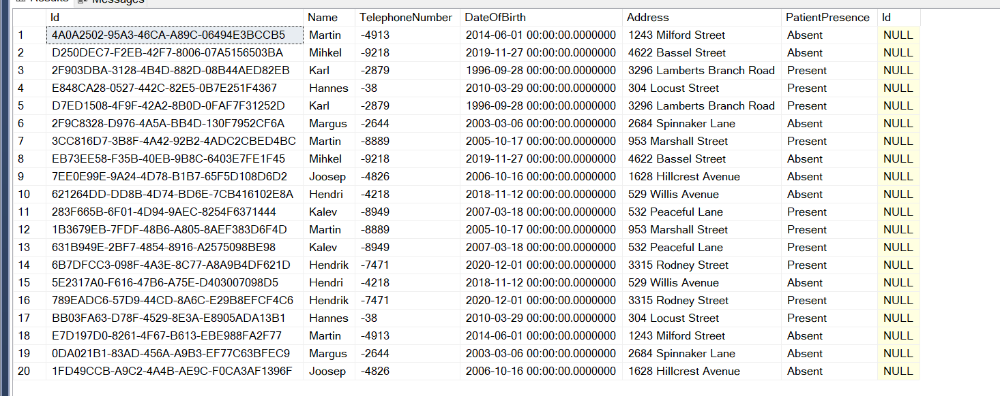 Results Messages
Id Name TelephoneNumber DateOfBirth Address PatientPresence Id
1 4A0A2502-95A3-46CA-A89C-06494E3BCCB5 Martin -4913 2014-06-01 00:00:00.0000000 1243 Milford Street Absent NULL
2 D250DEC7-F2EB-42F7-8006-07A5156503BA Mihkel -9218 2019-11-27 00:00:00.0000000 4622 Bassel Street Absent NULL
3 2F903DBA-3128-4B4D-882D-08B44AED82EB Karl -2879 1996-09-28 00:00:00.0000000 3296 Lamberts Branch Road Present NULL
4 E848CA28-0527-442C-82E5-0B7E251F4367 Hannes -38 2010-03-29 00:00:00.0000000 304 Locust Street Present NULL
5 D7ED1508-4F9F-42A2-8B0D-0FAF7F31252D Karl -2879 1996-09-28 00:00:00.0000000 3296 Lamberts Branch Road Present NULL
6 2F9C8328-D976-4A5A-BB4D-130F7952CF6A Margus -2644 2003-03-06 00:00:00.0000000 2684 Spinnaker Lane Absent NULL
7 3CC816D7-3B8F-4A42-92B2-4ADC2CBED4BC Martin -8889 2005-10-17 00:00:00.0000000 953 Marshall Street Present NULL
8 EB73EE58-F35B-40EB-9B8C-6403E7FE1F45 Mihkel -9218 2019-11-27 00:00:00.0000000 4622 Bassel Street Absent NULL
9 7EE0E99E-9A24-4D78-B1B7-65F5D108D6D2 Joosep -4826 2006-10-16 00:00:00.0000000 1628 Hillcrest Avenue Absent NULL
10 621264DD-DD8B-4D74-BD6E-7CB416102E8A Hendri -4218 2018-11-12 00:00:00.0000000 529 Willis Avenue Absent NULL
11 283F665B-6F01-4D94-9AEC-8254F6371444 Kalev -8949 2007-03-18 00:00:00.0000000 532 Peaceful Lane Present NULL
12 1B3679EB-7FDF-48B6-A805-8AEF383D6F4D Martin -8889 2005-10-17 00:00:00.0000000 953 Marshall Street Present NULL
13 631B949E-2BF7-4854-8916-A2575098BE98 Kalev -8949 2007-03-18 00:00:00.0000000 532 Peaceful Lane Present NULL
14 6B7DFCC3-098F-4A3E-8C77-A8A9B4DF621D Hendrik -7471 2020-12-01 00:00:00.0000000 3315 Rodney Street Present NULL
15 5E2317A0-F616-47B6-A75E-D403007098D5 Hendri -4218 2018-11-12 00:00:00.0000000 529 Willis Avenue Absent NULL
16 789EADC6-57D9-44CD-8A6C-E29B8EFCF4C6 Hendrik -7471 2020-12-01 00:00:00.0000000 3315 Rodney Street Present NULL
17 BB03FA63-D78F-4529-8E3A-E8905ADA13B1 Hannes -38 2010-03-29 00:00:00.0000000 304 Locust Street Present NULL
18 E7D197D0-8261-4F67-B613-EBE988FA2F77 Martin -4913 2014-06-01 00:00:00.0000000 1243 Milford Street Absent NULL
19 0DA021B1-83AD-456A-A9B3-EF77C63BFEC9 Margus -2644 2003-03-06 00:00:00.0000000 2684 Spinnaker Lane Absent NULL
20 1FD49CCB-A9C2-4A4B-AE9C-F0CA3AF1396F Joosep -4826 2006-10-16 00:00:00.0000000 1628 Hillcrest Avenue Absent NULL